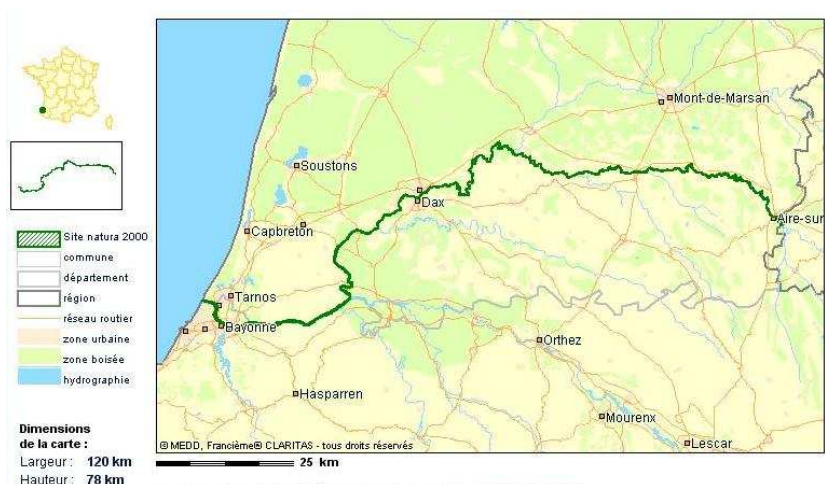 Mont-de-Marsan
Soustons
Dax
Aire-sur
Capbreton
Tarnos
Bayonne
Orthez
Hasparren
Mourenx
Lescar
Site natura 2000
commune
département
région
réseau routier
zone urbaine
zone boisée
hydrographie
Dimensions
de la carte :
Largeur : 120 km
Hauteur : 78 km
© MEDD, Francième® CLARITAS - tous droits réservés
25 km